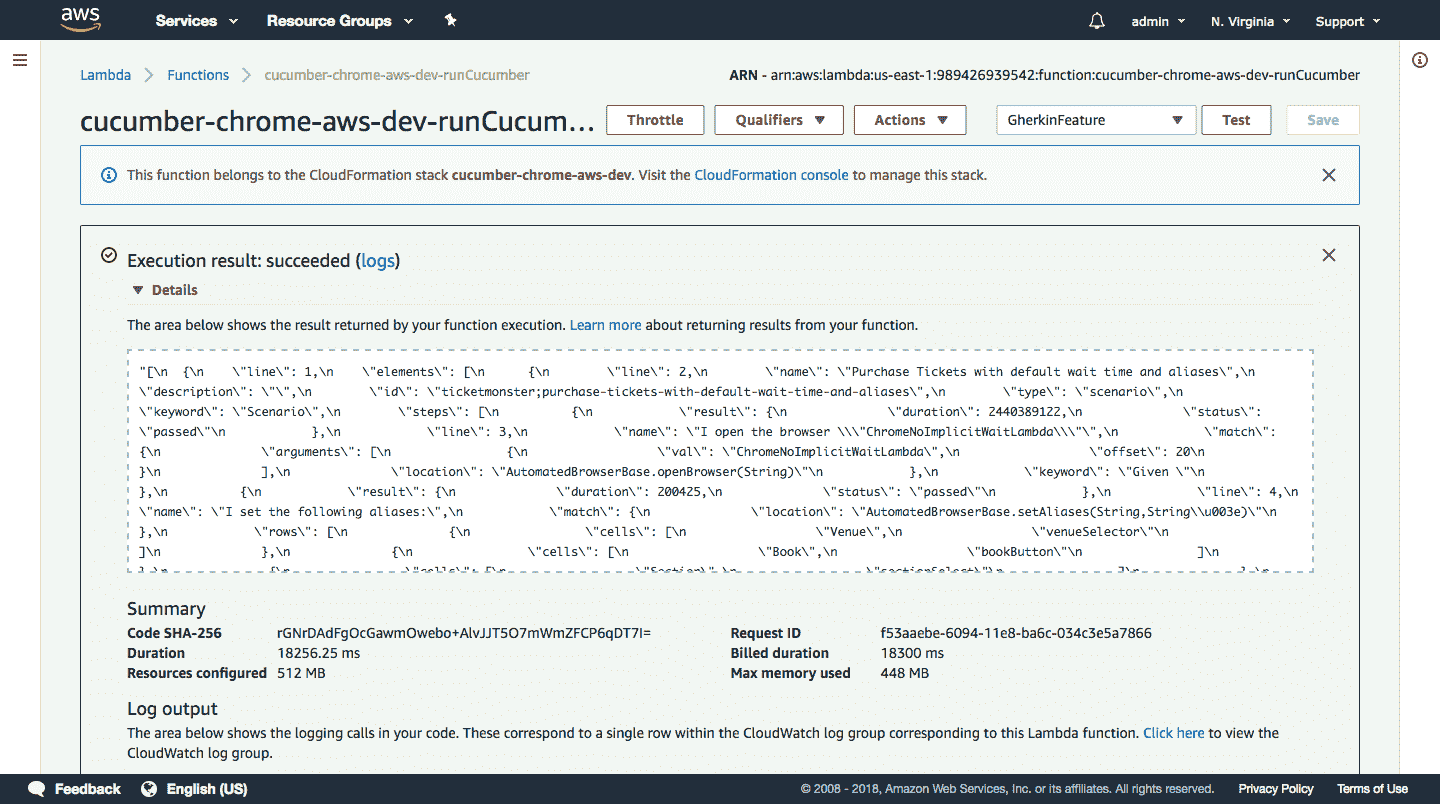 aws Services Resource Groups admin N. Virginia Support
Lambda Functions cucumber-chrome-aws-dev-runCucumber ARN - arn:aws:lambda:us-east-1:989426939542:function:cucumber-chrome-aws-dev-runCucumber
cucumber-chrome-aws-dev-runCucum... Throttle Qualifiers Actions GherkinFeature Test Save
This function belongs to the CloudFormation stack cucumber-chrome-aws-dev. Visit the CloudFormation console to manage this stack.
Execution result: succeeded (logs)
Details
The area below shows the result returned by your function execution. Learn more about returning results from your function.
"[\n  {\n    \"line\": 1,\n    \"elements\": [\n      {\n        \"line\": 2,\n        \"name\": \"Purchase Tickets with default wait time and aliases\",\n
\"description\": \"\",\n        \"id\": \"ticketmonster;purchase-tickets-with-default-wait-time-and-aliases\",\n        \"type\": \"scenario\",\n
\"keyword\": \"Scenario\",\n        \"steps\": [\n          {\n            \"result\": {\n              \"duration\": 2440389122,\n              \"status\":
\"passed\"\n            },\n            \"line\": 3,\n            \"name\": \"I open the browser \\\"ChromeNoImplicitWaitLambda\\\"\",\n            \"match\":
{\n              \"arguments\": [\n                {\n                  \"val\": \"ChromeNoImplicitWaitLambda\",\n                  \"offset\": 20\n
}\n              ],\n              \"location\": \"AutomatedBrowserBase.openBrowser(String)\"\n            },\n            \"keyword\": \"Given \"\n
},\n          {\n            \"result\": {\n              \"duration\": 200425,\n              \"status\": \"passed\"\n            },\n            \"line\": 4,\n
\"name\": \"I set the following aliases:\",\n            \"match\": {\n              \"location\": \"AutomatedBrowserBase.setAliases(String,String\\u003e)\"\n
},\n            \"rows\": [\n              {\n                \"cells\": [\n                  \"Venue\",\n                  \"venueSelector\"\n
]\n              },\n              {\n                \"cells\": [\n                  \"Book\",\n                  \"bookButton\"\n                ]\n
},\n              {\n                \"cells\": [\n                  \"Section\",\n                  \"sectionSelect\"\n                ]\n              },\n
Summary
Code SHA-256 rGNrDAdFgOcGawmOwebo+AlvJJT5O7mWmZFCP6qDT7I= Request ID f53aaebe-6094-11e8-ba6c-034c3e5a7866
Duration 18256.25 ms Billed duration 18300 ms
Resources configured 512 MB Max memory used 448 MB
Log output
The area below shows the logging calls in your code. These correspond to a single row within the CloudWatch log group corresponding to this Lambda function. Click here to view the
CloudWatch log group.
Feedback English (US) © 2008 - 2018, Amazon Web Services, Inc. or its affiliates. All rights reserved. Privacy Policy Terms of Use